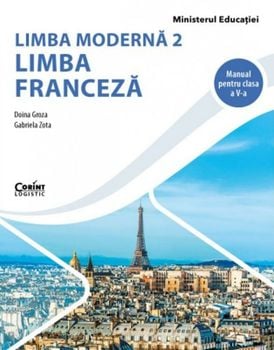 Ministerul Educației
LIMBA MODERNĂ 2
LIMBA
FRANCEZĂ
Manual
pentru clasa
a V-a
Doina Groza
Gabriela Zota
CORINT
LOGISTIC